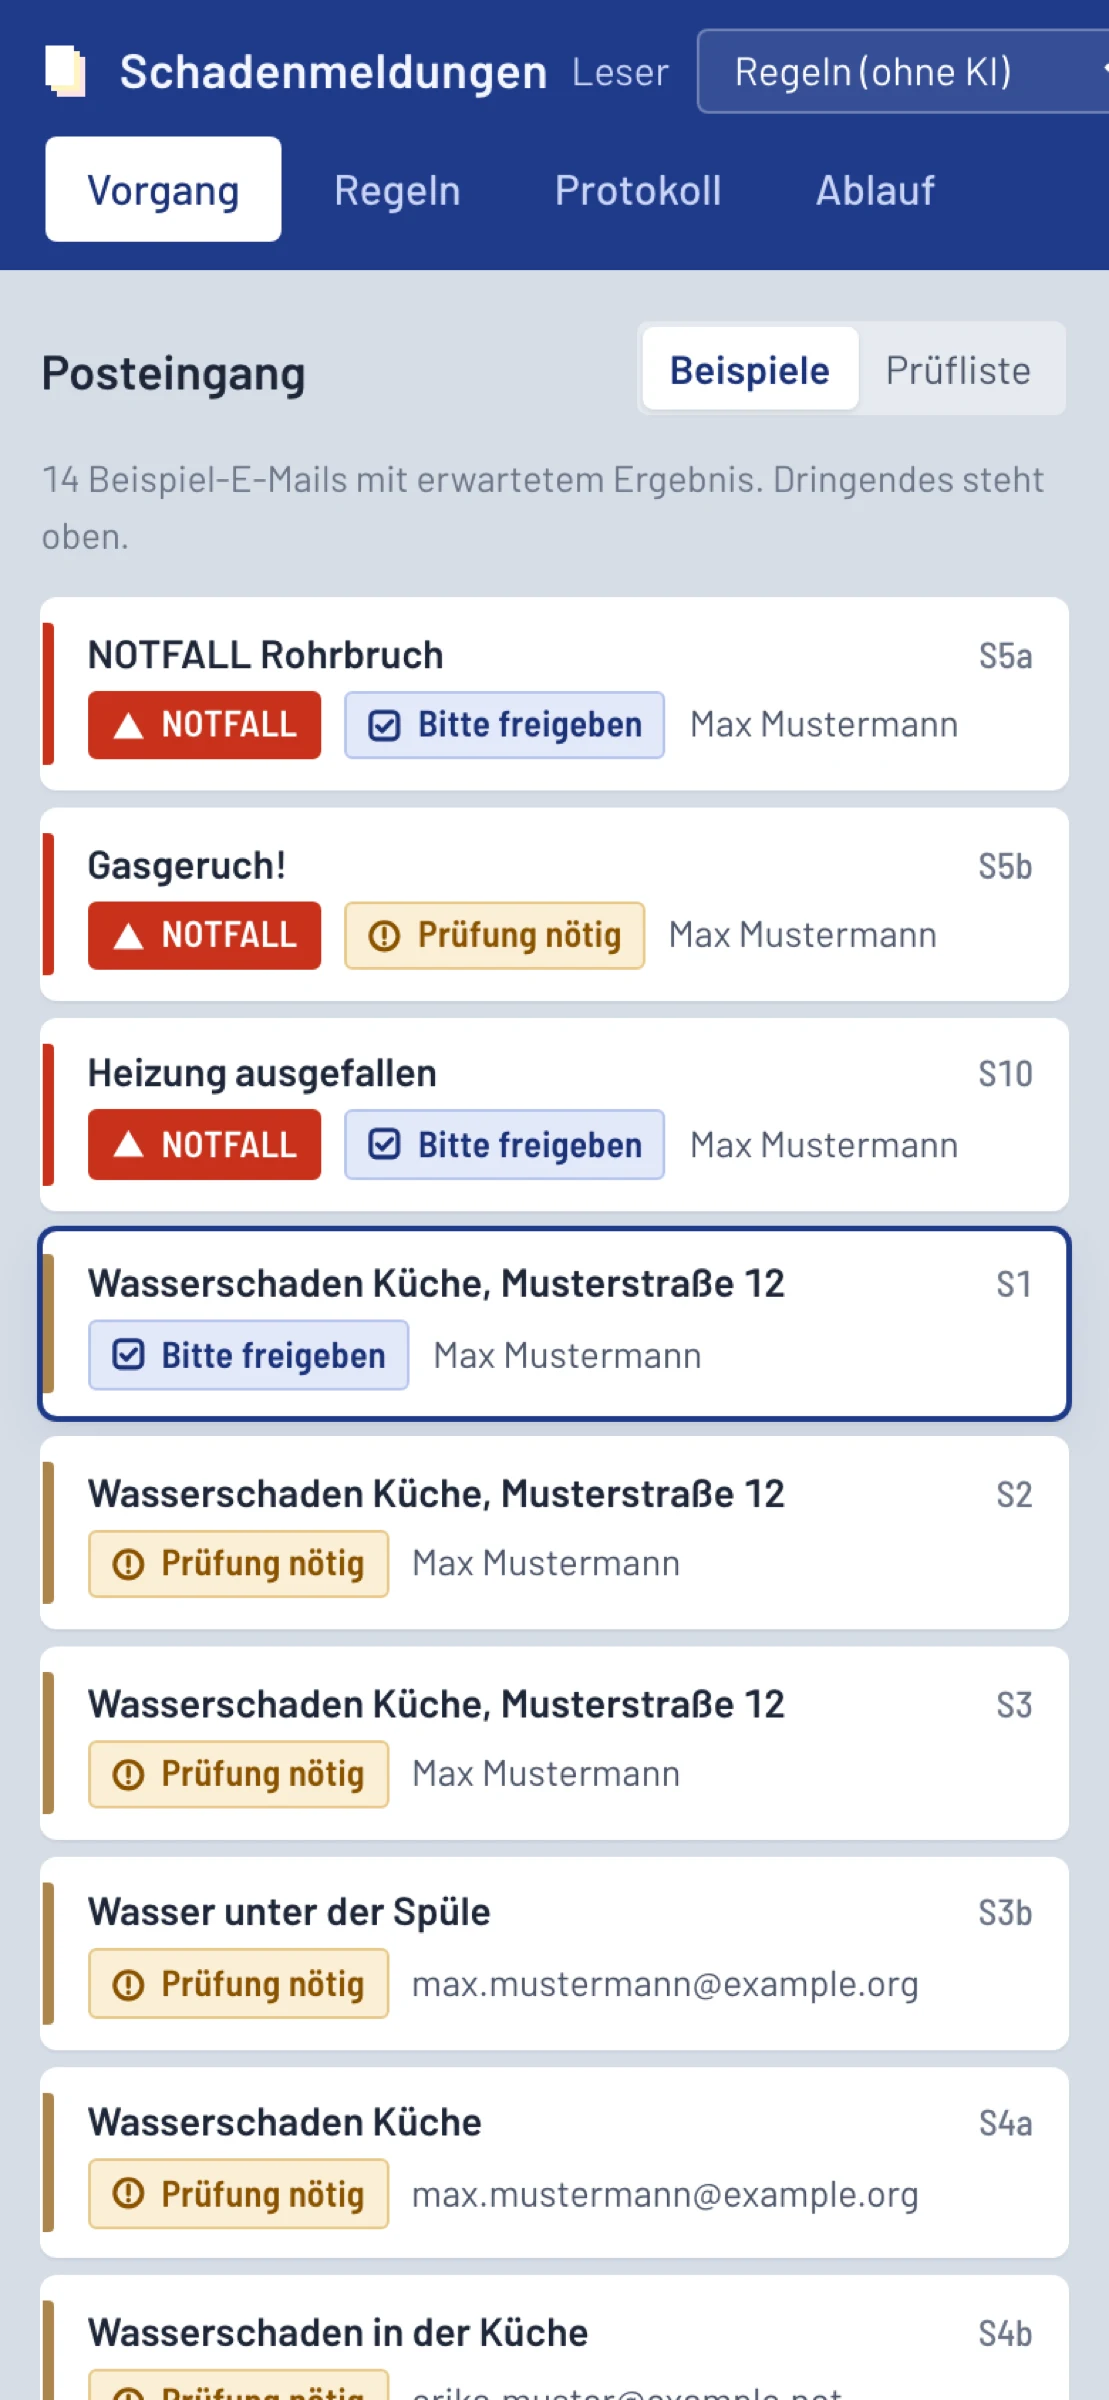 Schadenmeldungen Leser Regeln (ohne KI)
Vorgang Regeln Protokoll Ablauf
Posteingang Beispiele Prüfliste
14 Beispiel-E-Mails mit erwartetem Ergebnis. Dringendes steht
oben.
NOTFALL Rohrbruch S5a
NOTFALL Bitte freigeben Max Mustermann
Gasgeruch! S5b
NOTFALL Prüfung nötig Max Mustermann
Heizung ausgefallen S10
NOTFALL Bitte freigeben Max Mustermann
Wasserschaden Küche, Musterstraße 12 S1
Bitte freigeben Max Mustermann
Wasserschaden Küche, Musterstraße 12 S2
Prüfung nötig Max Mustermann
Wasserschaden Küche, Musterstraße 12 S3
Prüfung nötig Max Mustermann
Wasser unter der Spüle S3b
Prüfung nötig max.mustermann@example.org
Wasserschaden Küche S4a
Prüfung nötig max.mustermann@example.org
Wasserschaden in der Küche S4b
Prüfung nötig